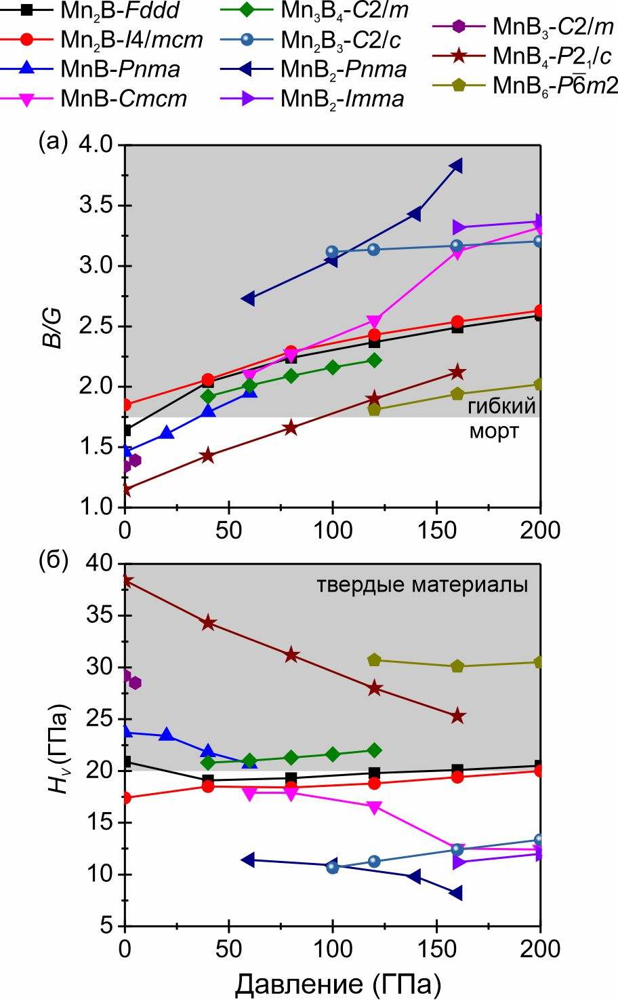 Mn₂B-Fddd
Mn₂B-I4/mcm
MnB-Pnma
MnB-Cmcm
Mn₃B₄-C2/m
Mn₂B₃-C2/c
MnB₂-Pnma
MnB₂-Imma
MnB₃-C2/m
MnB₄-P2₁/c
MnB₆-P6̅m2
(а)
4.0
3.5
3.0
2.5
2.0
1.5
1.0
B/G
гибкий
морт
0 50 100 150 200
(б)
40
35
30
25
20
15
10
5
Hᵥ (ГПа)
твердые материалы
0 50 100 150 200
Давление (ГПа)